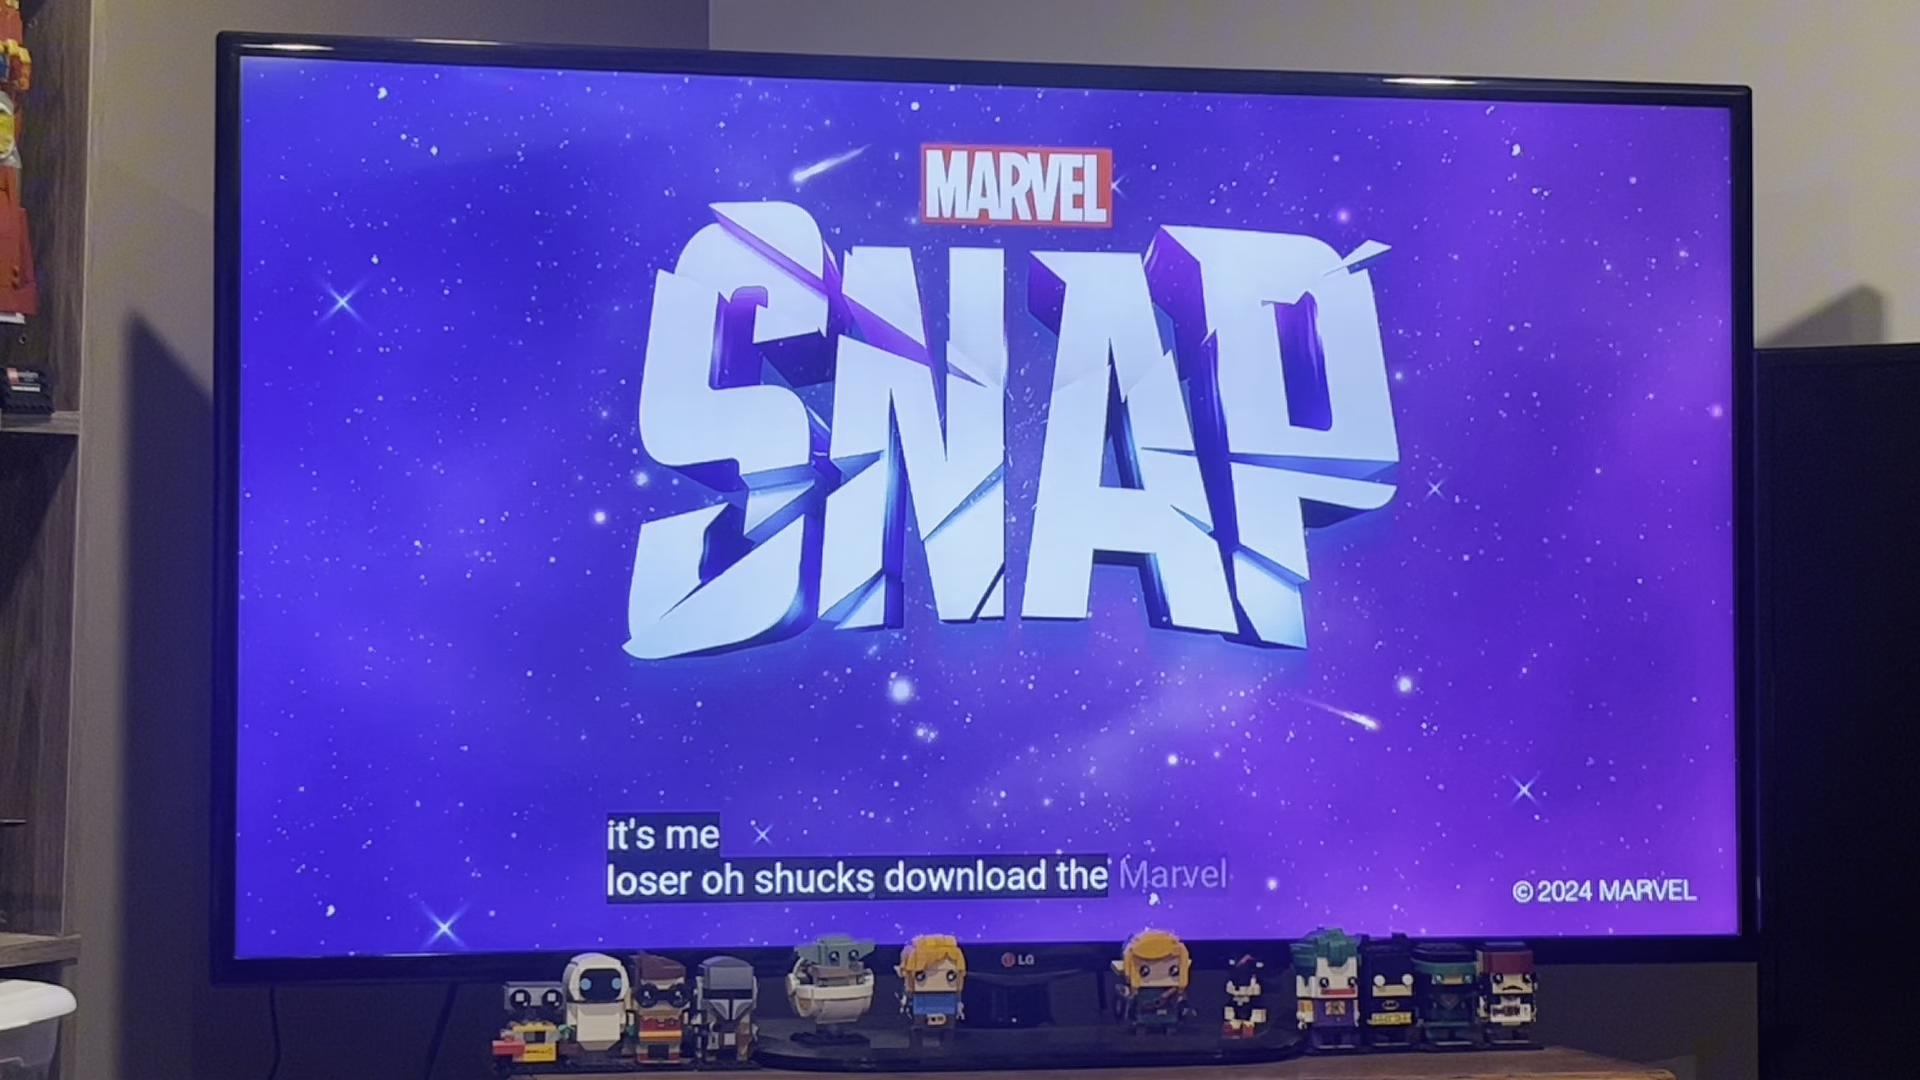 MARVEL
SNAP
it's me
loser oh shucks download the Marvel
© 2024 MARVEL
LG